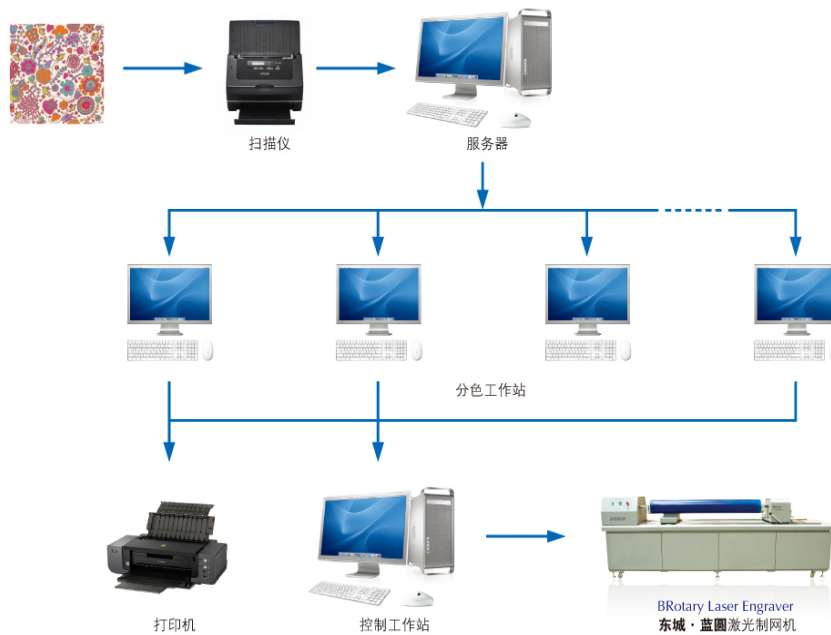 扫描仪
服务器
分色工作站
打印机
控制工作站
BRotary Laser Engraver
东城·蓝圆激光制网机